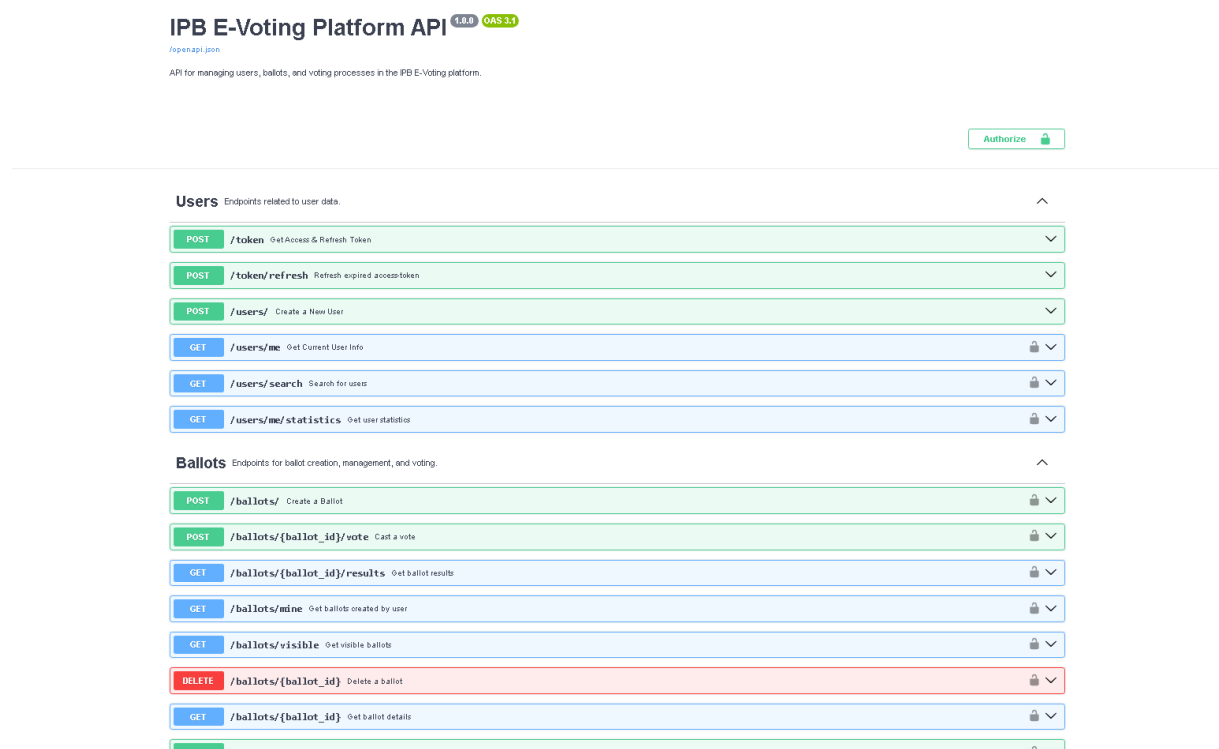 IPB E-Voting Platform API 1.0.0 OAS 3.1
/openapi.json
API for managing users, ballots, and voting processes in the IPB E-Voting platform.
Authorize
Users Endpoints related to user data.
POST /token Get Access & Refresh Token
POST /token/refresh Refresh expired access-token
POST /users/ Create a New User
GET /users/me Get Current User Info
GET /users/search Search for users
GET /users/me/statistics Get user statistics
Ballots Endpoints for ballot creation, management, and voting.
POST /ballots/ Create a Ballot
POST /ballots/{ballot_id}/vote Cast a vote
GET /ballots/{ballot_id}/results Get ballot results
GET /ballots/mine Get ballots created by user
GET /ballots/visible Get visible ballots
DELETE /ballots/{ballot_id} Delete a ballot
GET /ballots/{ballot_id} Get ballot details